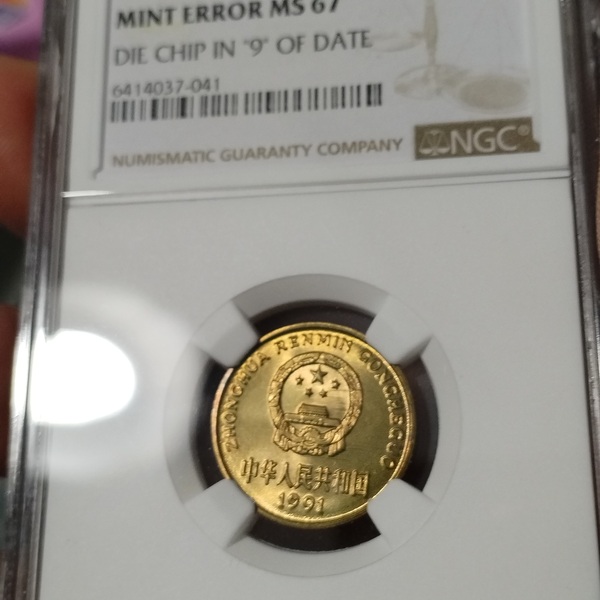 MINT ERROR MS 67
DIE CHIP IN "9" OF DATE
6414037-041
NUMISMATIC GUARANTY COMPANY
NGC®
ZHONGHUA RENMIN GONGHEGUO
中华人民共和国
1991